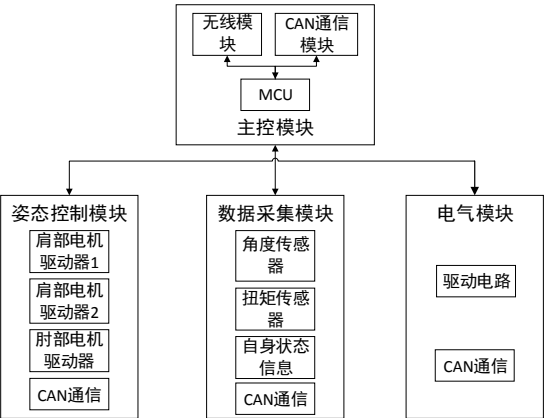 无线模
块
CAN通信
模块
MCU
主控模块
姿态控制模块
肩部电机
驱动器1
肩部电机
驱动器2
肘部电机
驱动器
CAN通信
数据采集模块
角度传感
器
扭矩传感
器
自身状态
信息
CAN通信
电气模块
驱动电路
CAN通信